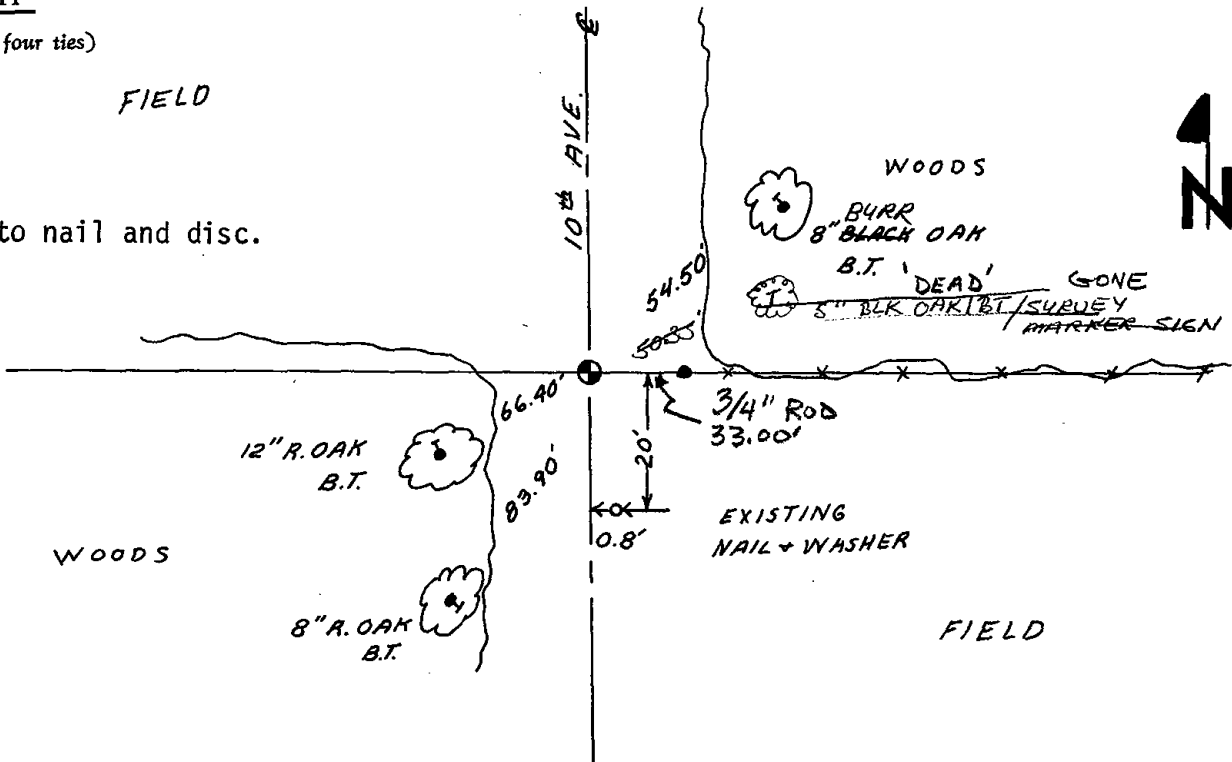 four ties)
FIELD
℄
10th AVE.
N
WOODS
to nail and disc.
BURR
8" BLACK OAK
B.T. 'DEAD' GONE
5" BLK OAK/BT/SURVEY
MARKER SIGN
54.50'
50.35'
66.40'
3/4" ROD
33.00'
12" R. OAK
B.T.
20'
83.90'
EXISTING
NAIL + WASHER
0.8'
WOODS
8" R. OAK
B.T.
FIELD